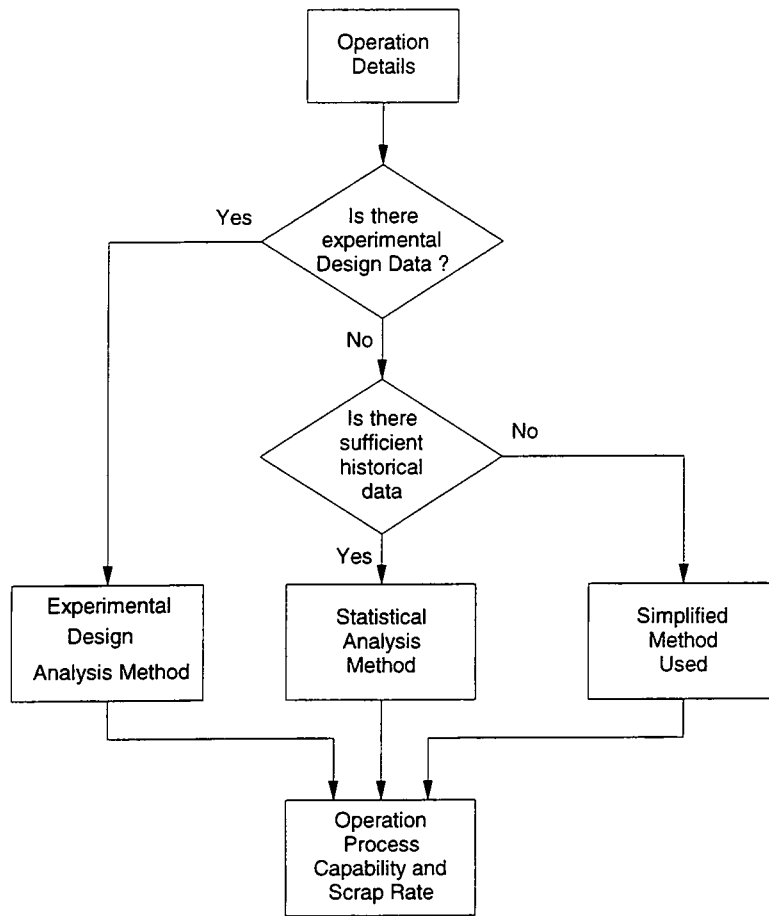 Operation
Details
Yes
Is there
experimental
Design Data ?
No
Is there
sufficient
historical
data
No
Yes
Experimental
Design
Analysis Method
Statistical
Analysis
Method
Simplified
Method
Used
Operation
Process
Capability and
Scrap Rate